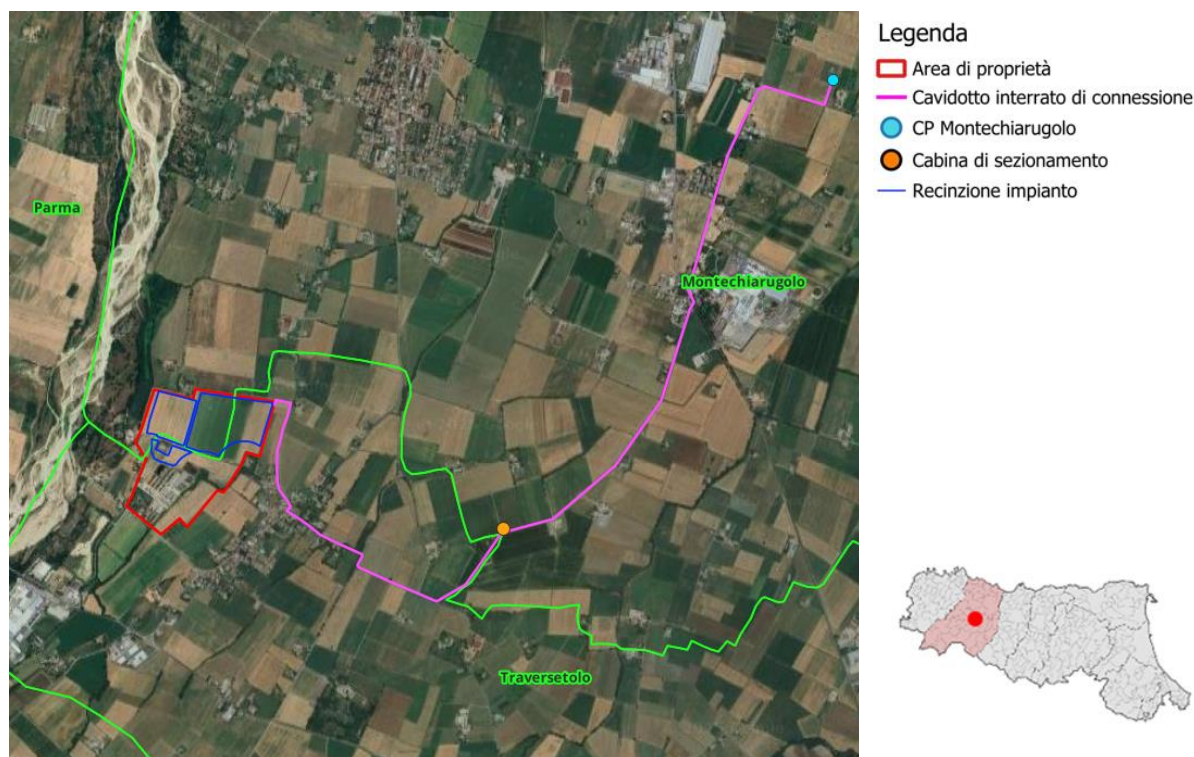 Legenda
Area di proprietà
Cavidotto interrato di connessione
CP Montechiarugolo
Cabina di sezionamento
Recinzione impianto
Parma
Montechiarugolo
Traversetolo